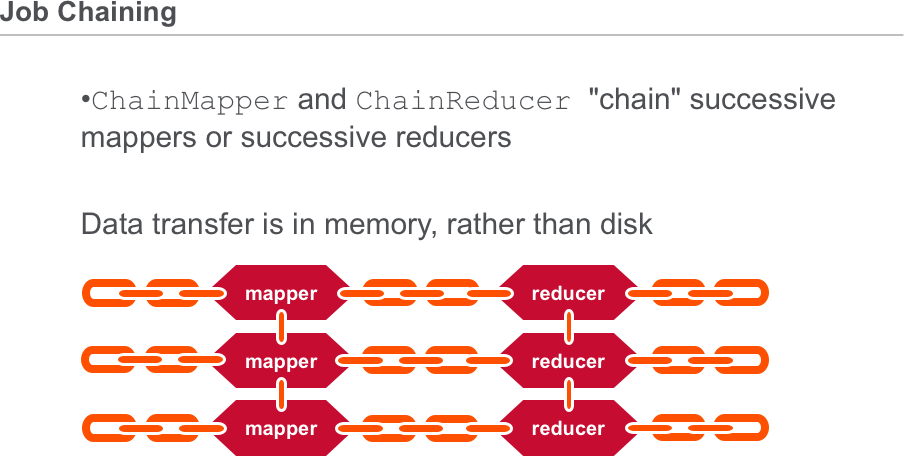 Job Chaining
•ChainMapper and ChainReducer "chain" successive
mappers or successive reducers
Data transfer is in memory, rather than disk
mapper reducer
mapper reducer
mapper reducer